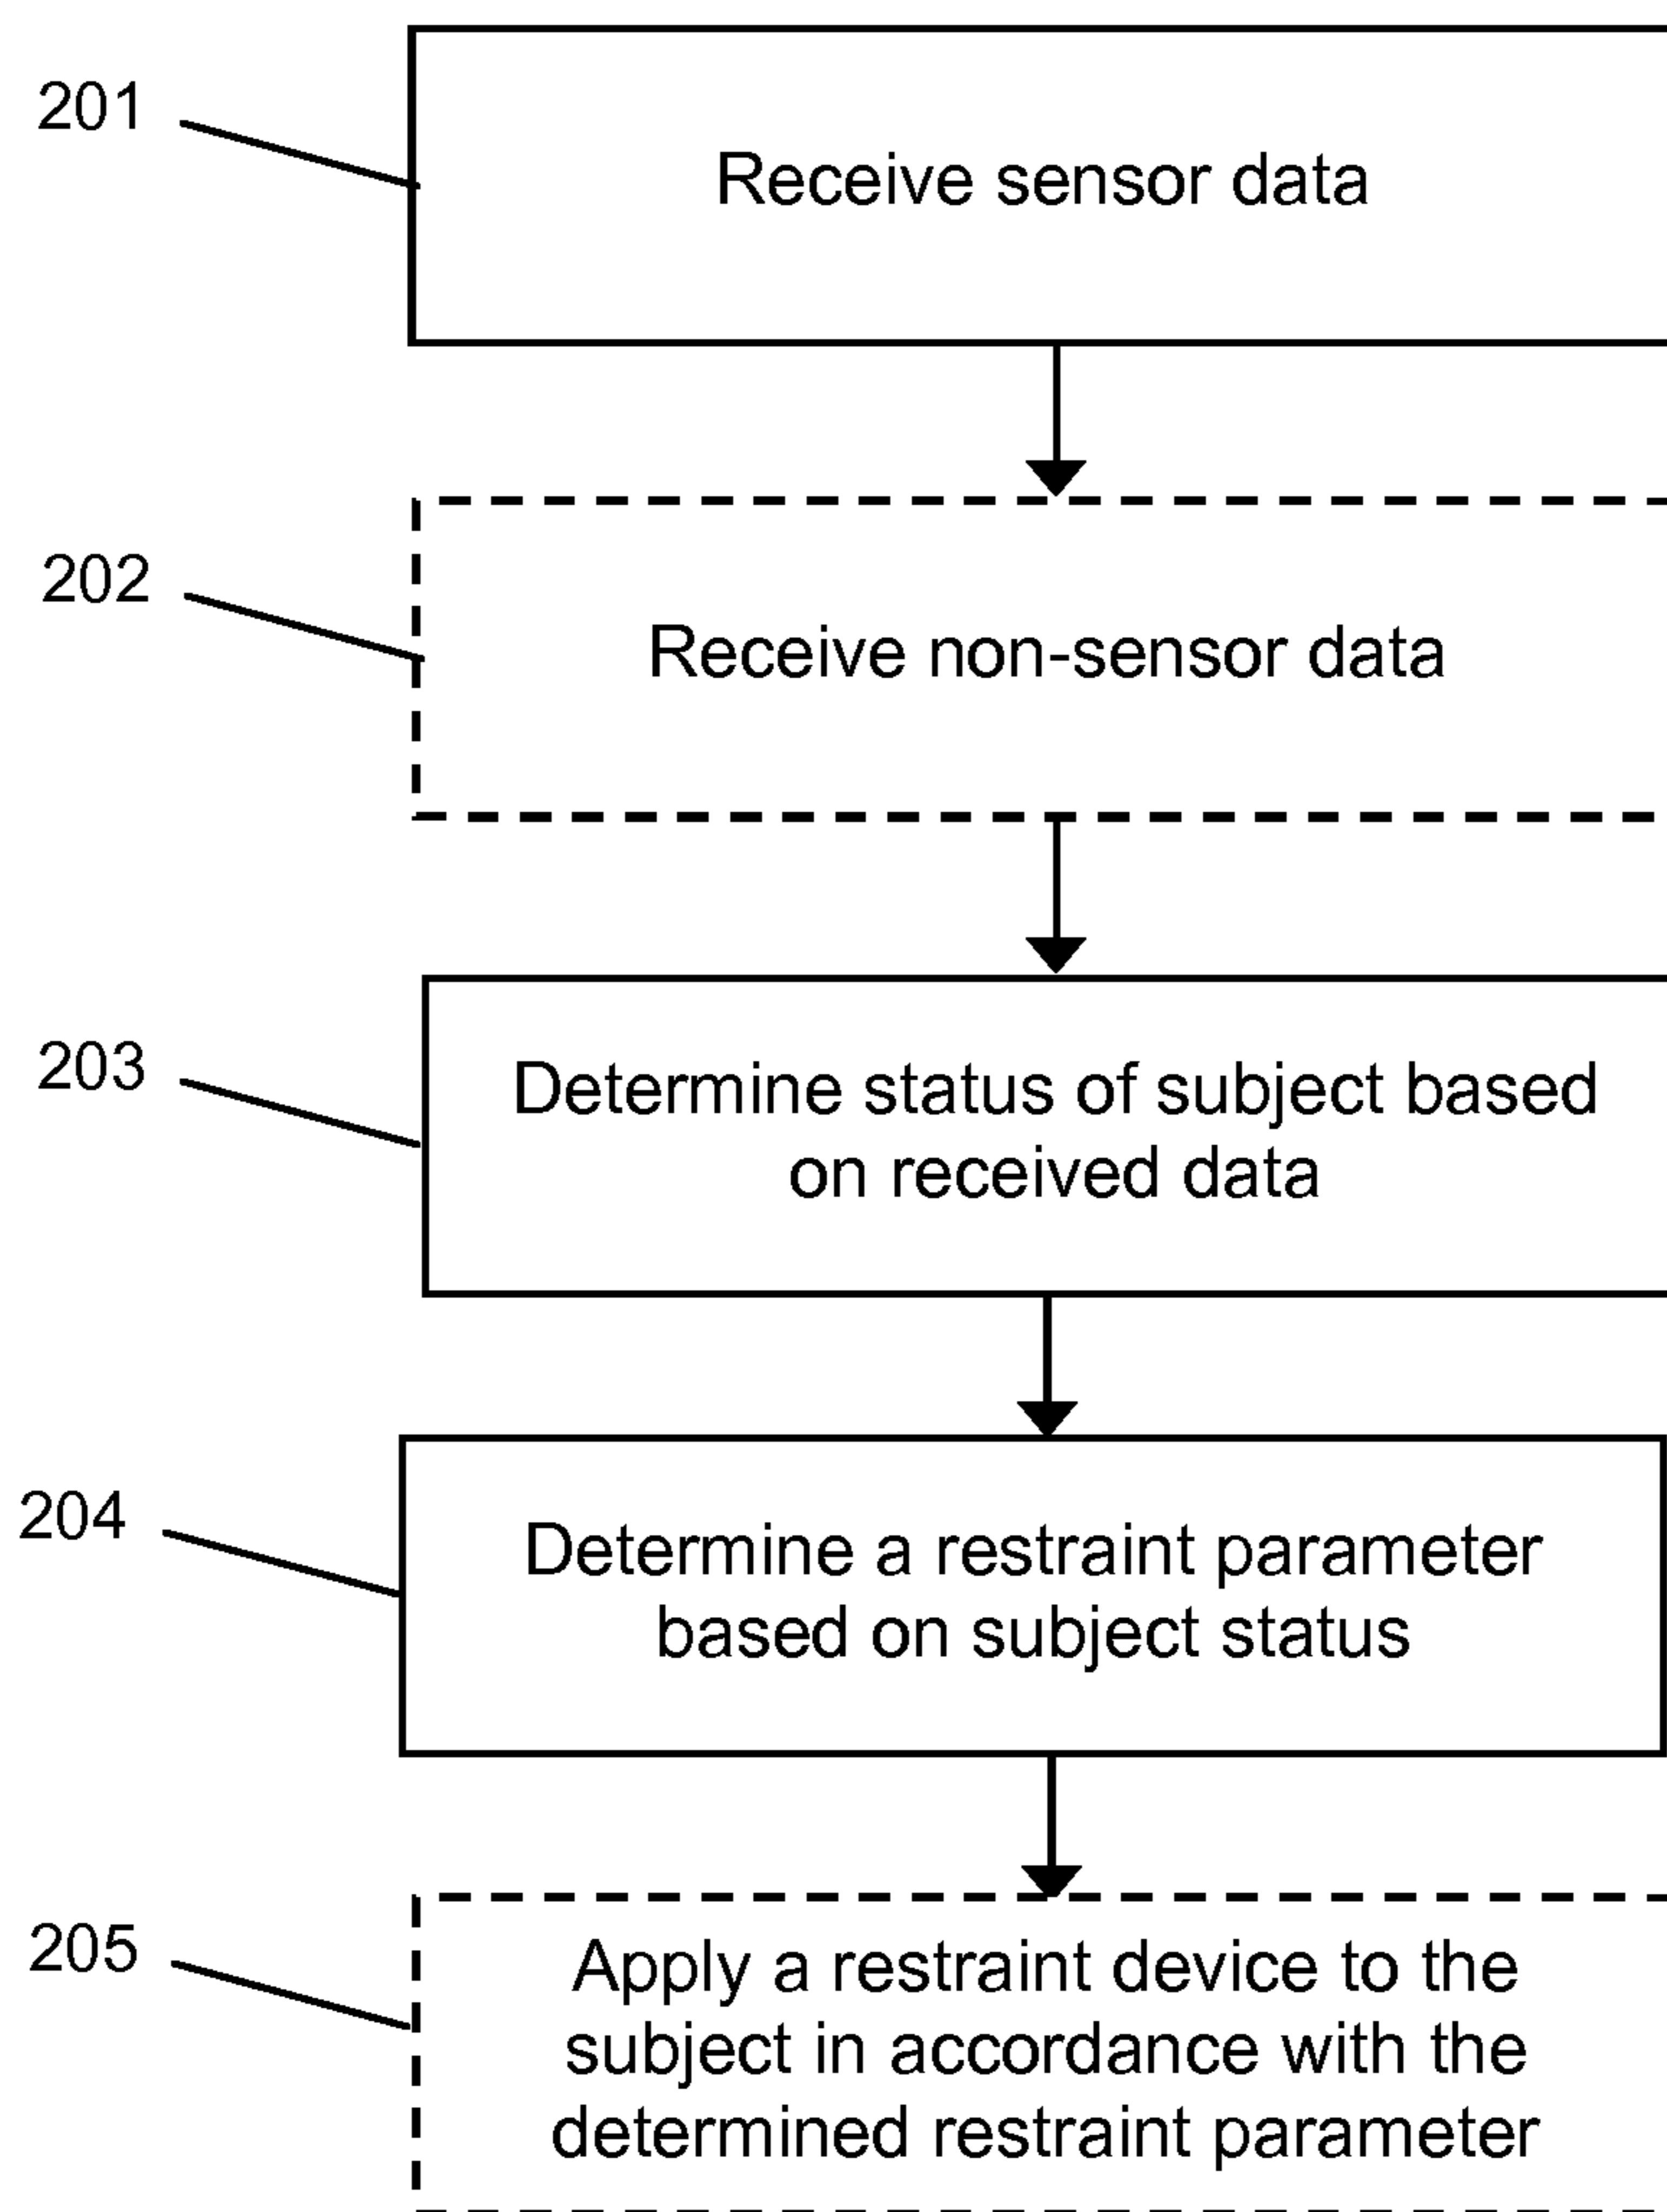 201
Receive sensor data
202
Receive non-sensor data
203
Determine status of subject based
on received data
204
Determine a restraint parameter
based on subject status
205
Apply a restraint device to the
subject in accordance with the
determined restraint parameter